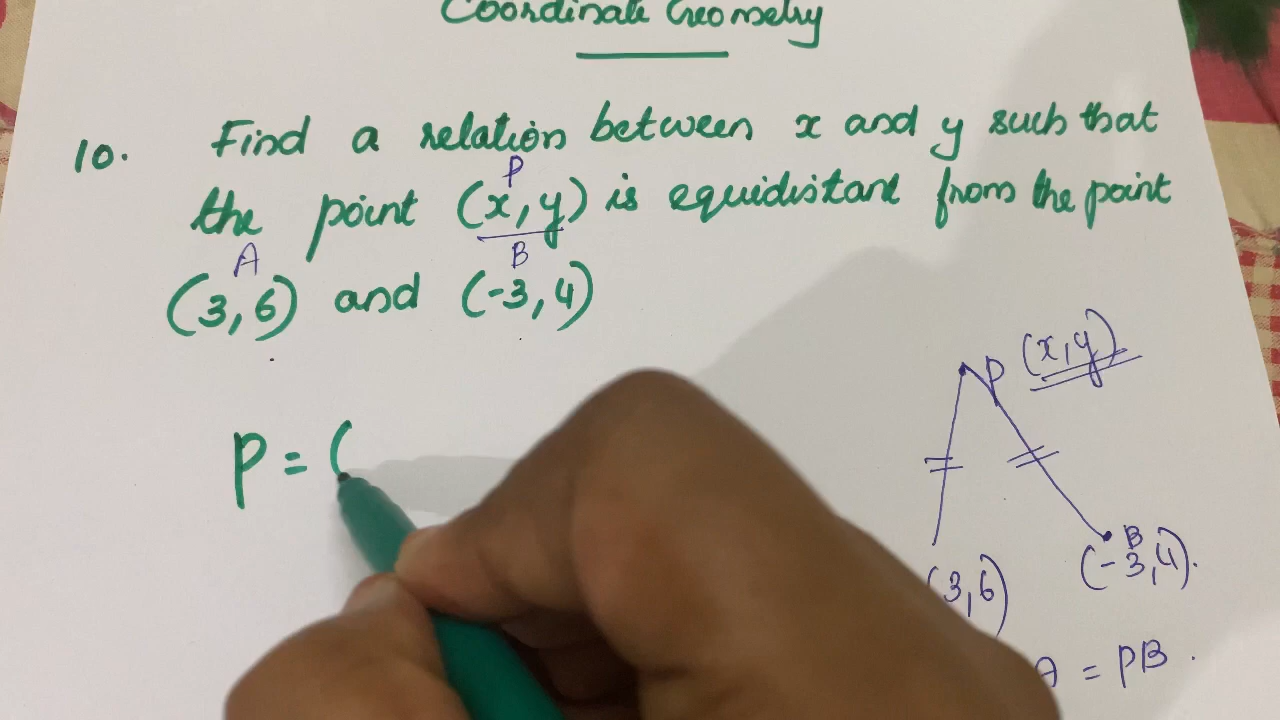 Coordinate Geometry
10. Find a relation between x and y such that
P
the point (x, y) is equidistant from the point
A B
(3, 6) and (-3, 4)
P (x, y)
P = (
B
(3, 6) (-3, 4).
A = PB.